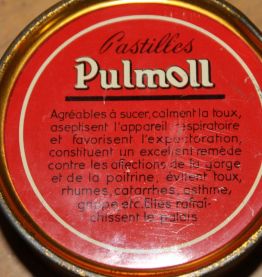 Pastilles
Pulmoll
Agréables à sucer, calment la toux,
aseptisent l'appareil respiratoire
et favorisent l'expectoration,
constituent un excellent remède
contre les affections de la gorge
et de la poitrine, évitent toux,
rhumes, catarrhes, asthme,
grippe etc. Elles rafraî-
chissent le palais